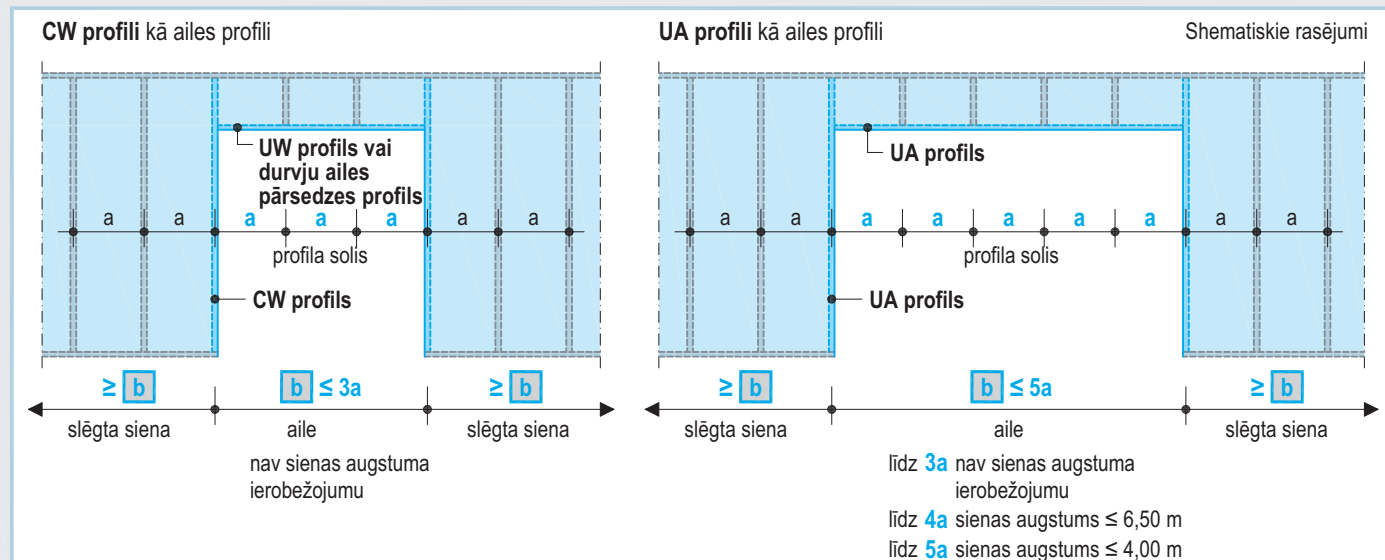 CW profili kā ailes profili
UW profils vai
durvju ailes
pārsedzes profils
a a a a a a a
profila solis
CW profils
≥ b
b ≤ 3a
≥ b
slēgta siena
aile
slēgta siena
nav sienas augstuma
ierobežojumu
UA profili kā ailes profili
Shematiskie rasējumi
UA profils
a a a a a a a a a
profila solis
UA profils
≥ b
b ≤ 5a
≥ b
slēgta siena
aile
slēgta siena
līdz 3a nav sienas augstuma
ierobežojumu
līdz 4a sienas augstums ≤ 6,50 m
līdz 5a sienas augstums ≤ 4,00 m